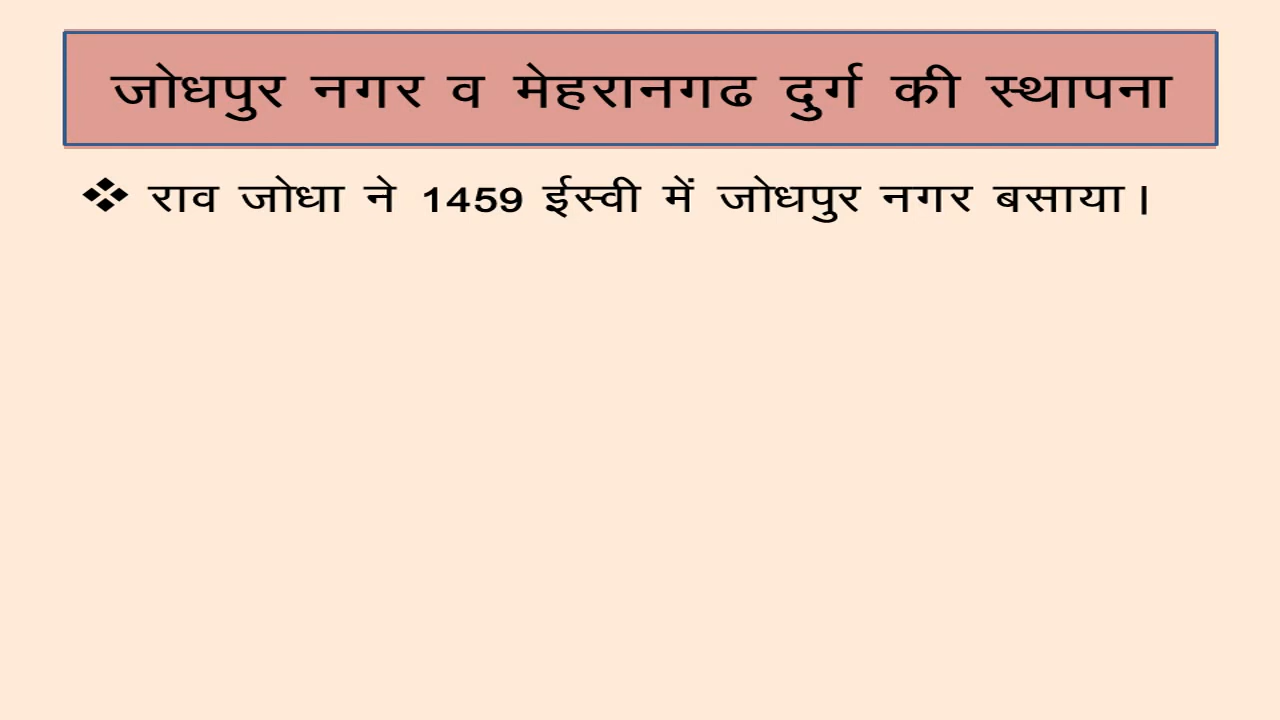 जोधपुर नगर व मेहरानगढ दुर्ग की स्थापना
❖ राव जोधा ने 1459 ईस्वी में जोधपुर नगर बसाया।